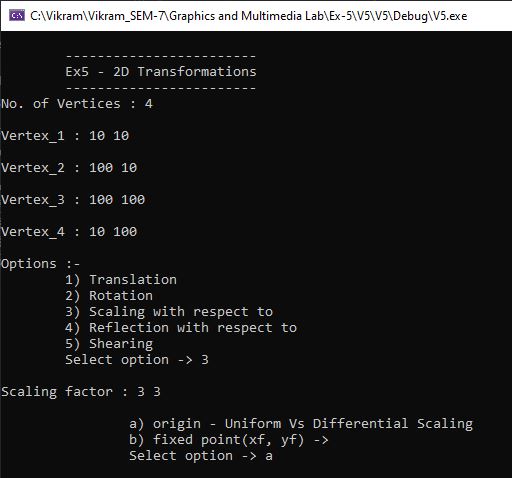 C:\Vikram\Vikram_SEM-7\Graphics and Multimedia Lab\Ex-5\V5\V5\Debug\V5.exe
------------------------
Ex5 - 2D Transformations
------------------------
No. of Vertices : 4
Vertex_1 : 10 10
Vertex_2 : 100 10
Vertex_3 : 100 100
Vertex_4 : 10 100
Options :-
1) Translation
2) Rotation
3) Scaling with respect to
4) Reflection with respect to
5) Shearing
Select option -> 3
Scaling factor : 3 3
a) origin - Uniform Vs Differential Scaling
b) fixed point(xf, yf) ->
Select option -> a